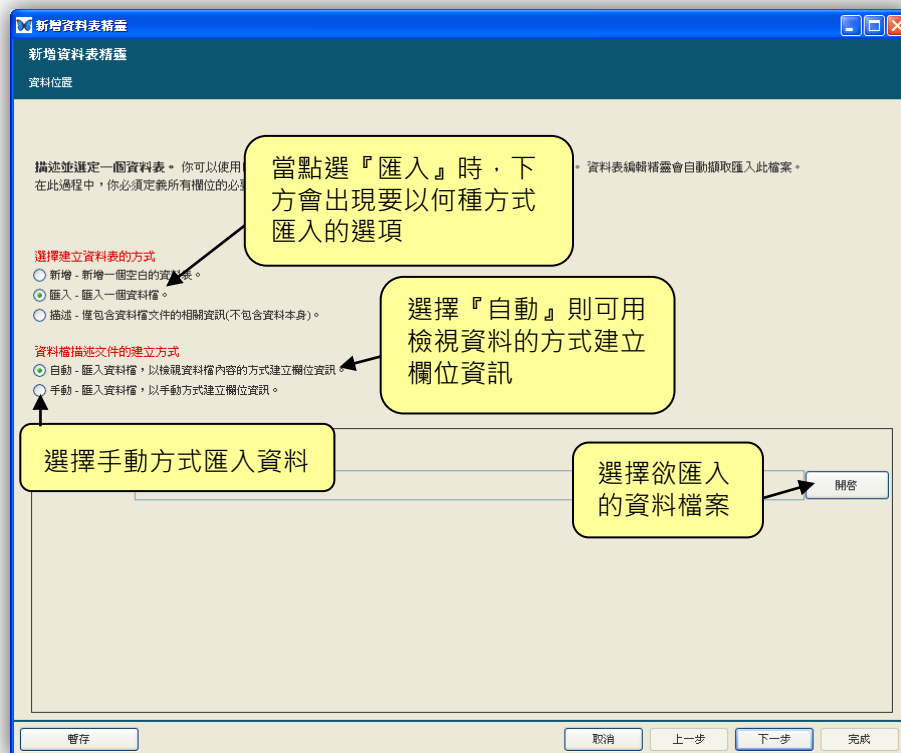 新增資料表精靈
新增資料表精靈
資料位置
描述並選定一個資料表。 你可以使用
。 資料表編輯精靈會自動擷取匯入此檔案。
在此過程中，你必須定義所有欄位的必
當點選『匯入』時，下
方會出現要以何種方式
匯入的選項
選擇建立資料表的方式
新增 - 新增一個空白的資料表。
匯入 - 匯入一個資料檔。
描述 - 僅包含資料檔文件的相關資訊(不包含資料本身)。
選擇『自動』則可用
檢視資料的方式建立
欄位資訊
資料檔描述文件的建立方式
自動 - 匯入資料檔，以檢視資料檔內容的方式建立欄位資訊。
手動 - 匯入資料檔，以手動方式建立欄位資訊。
選擇手動方式匯入資料
選擇欲匯入
的資料檔案
開啓
暫存
取消
上一步
下一步
完成